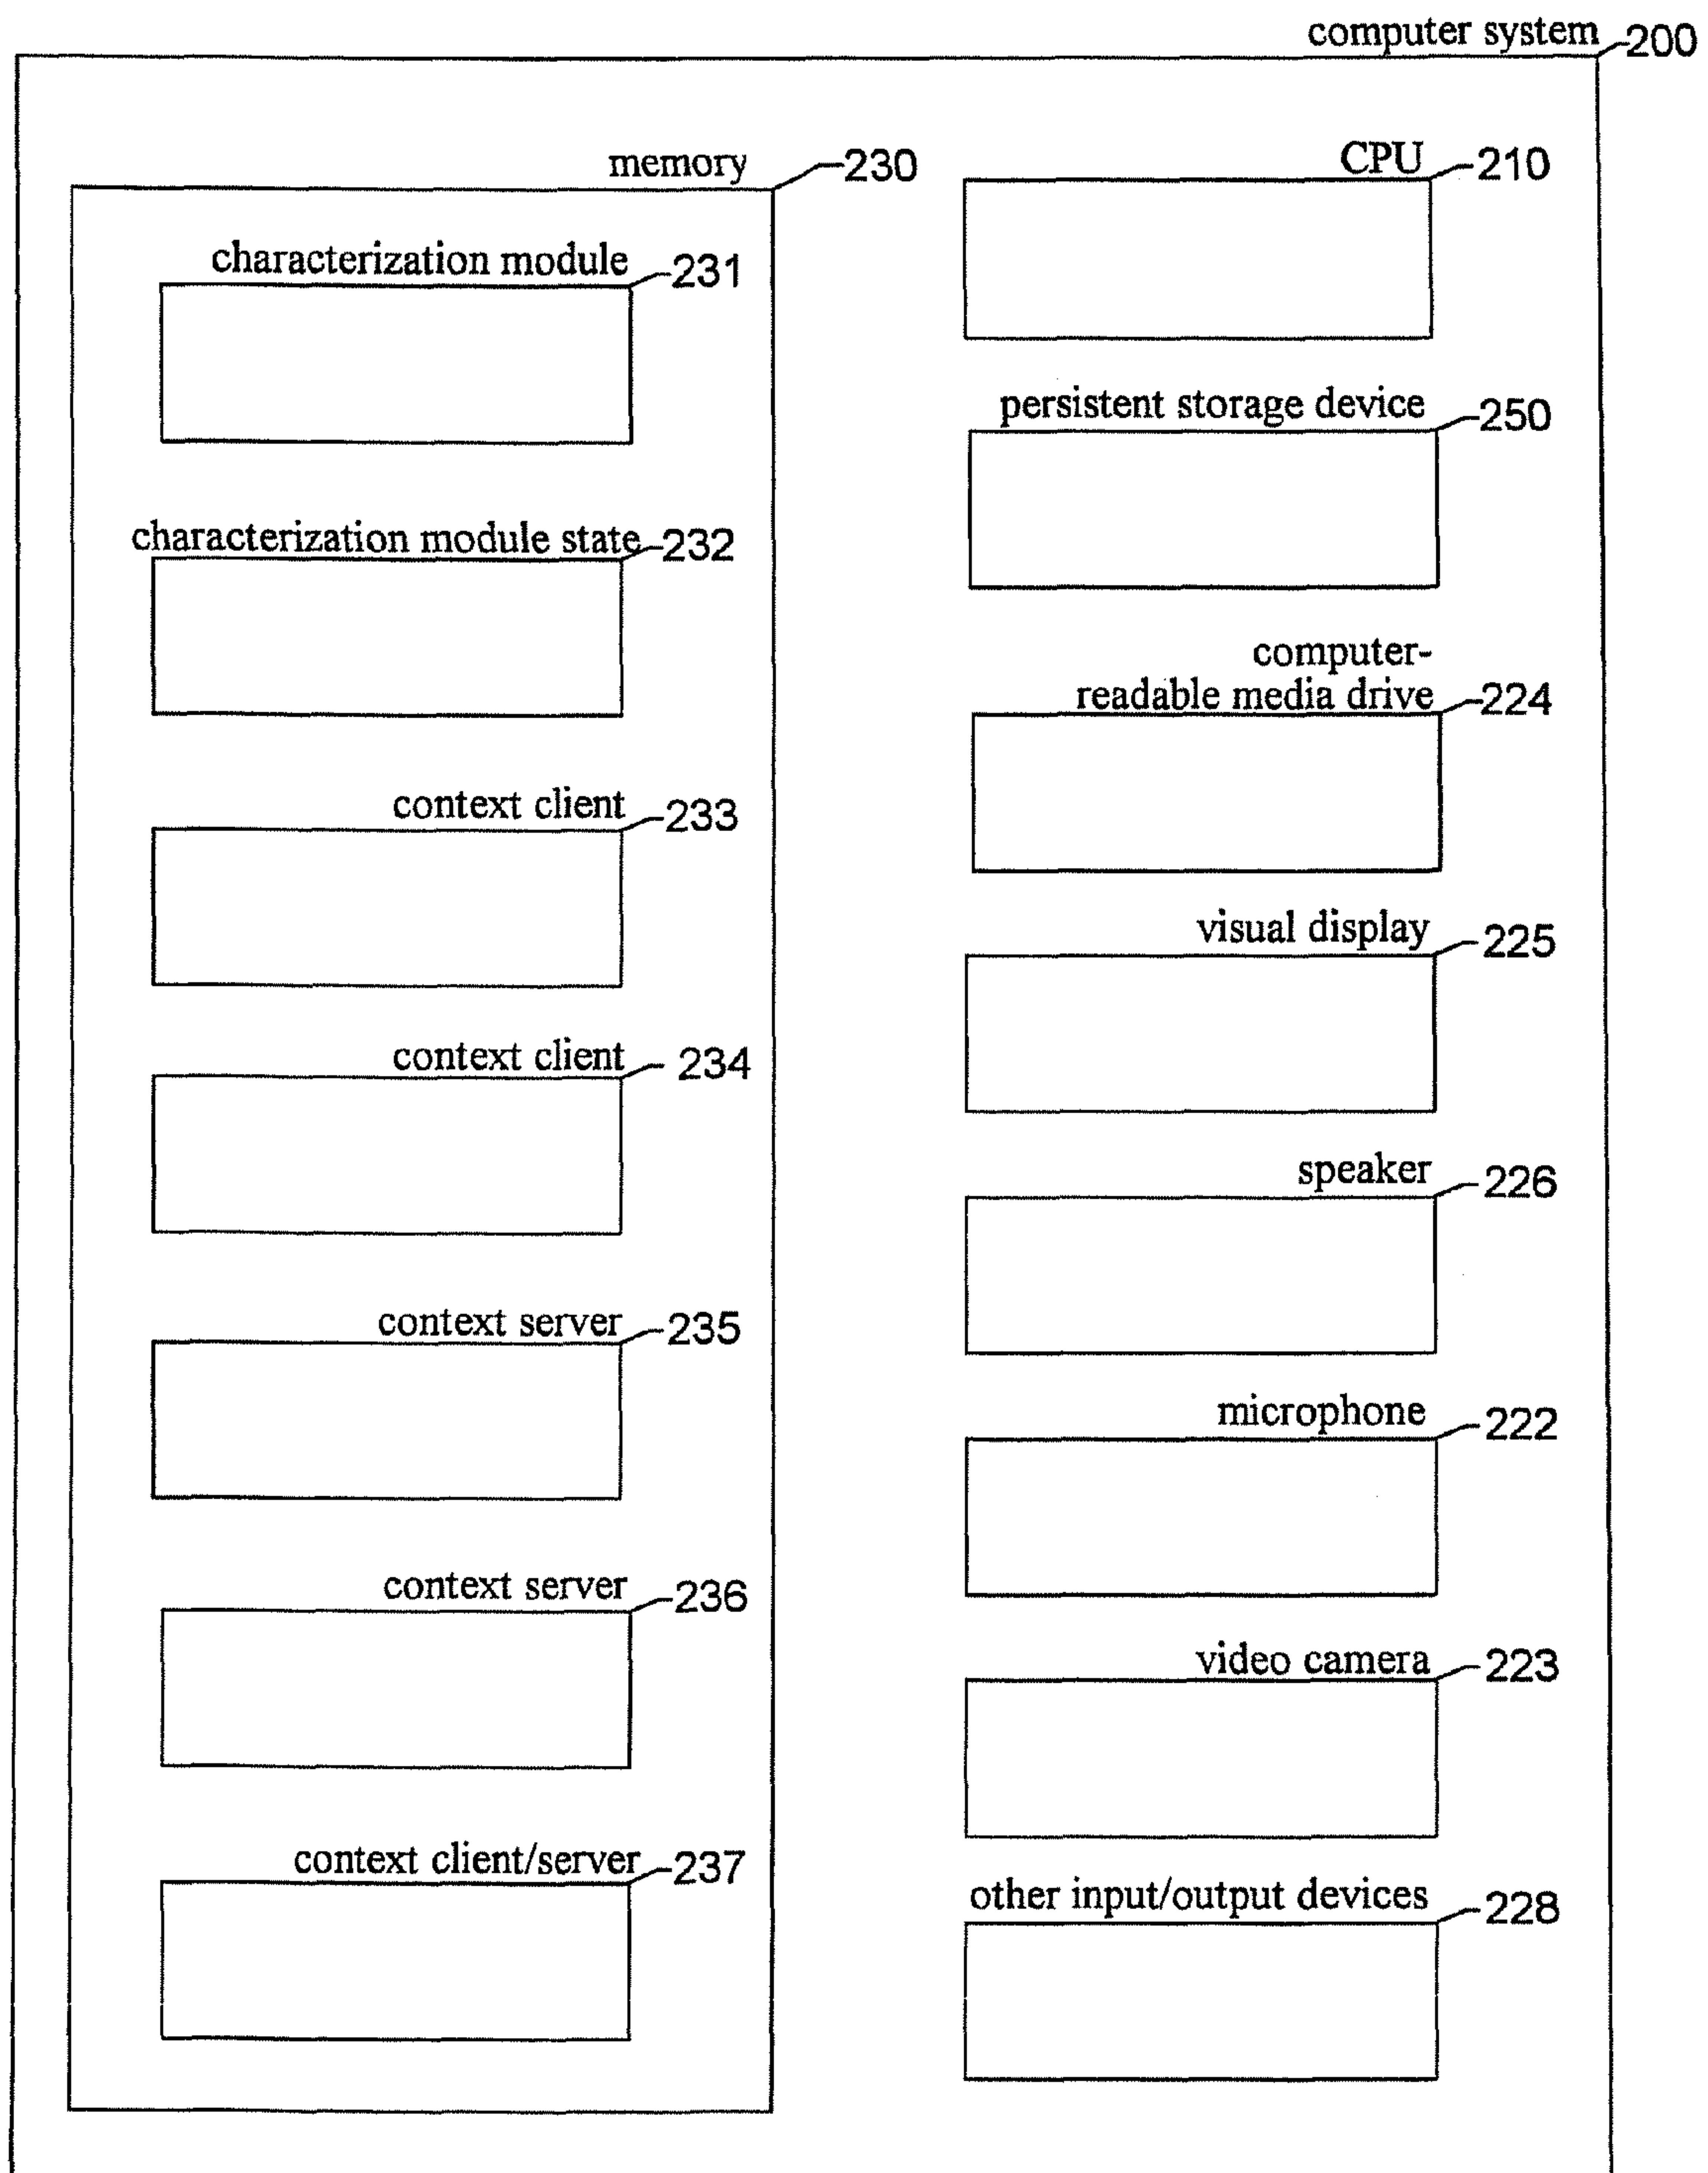 computer system 200
memory 230
characterization module 231
characterization module state 232
context client 233
context client 234
context server 235
context server 236
context client/server 237
CPU 210
persistent storage device 250
computer-
readable media drive 224
visual display 225
speaker 226
microphone 222
video camera 223
other input/output devices 228